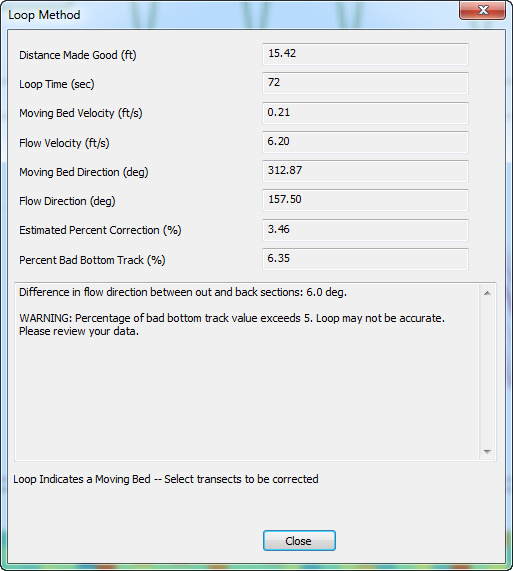 Loop Method
Distance Made Good (ft) 15.42
Loop Time (sec) 72
Moving Bed Velocity (ft/s) 0.21
Flow Velocity (ft/s) 6.20
Moving Bed Direction (deg) 312.87
Flow Direction (deg) 157.50
Estimated Percent Correction (%) 3.46
Percent Bad Bottom Track (%) 6.35
Difference in flow direction between out and back sections: 6.0 deg.
WARNING: Percentage of bad bottom track value exceeds 5. Loop may not be accurate.
Please review your data.
Loop Indicates a Moving Bed -- Select transects to be corrected
Close